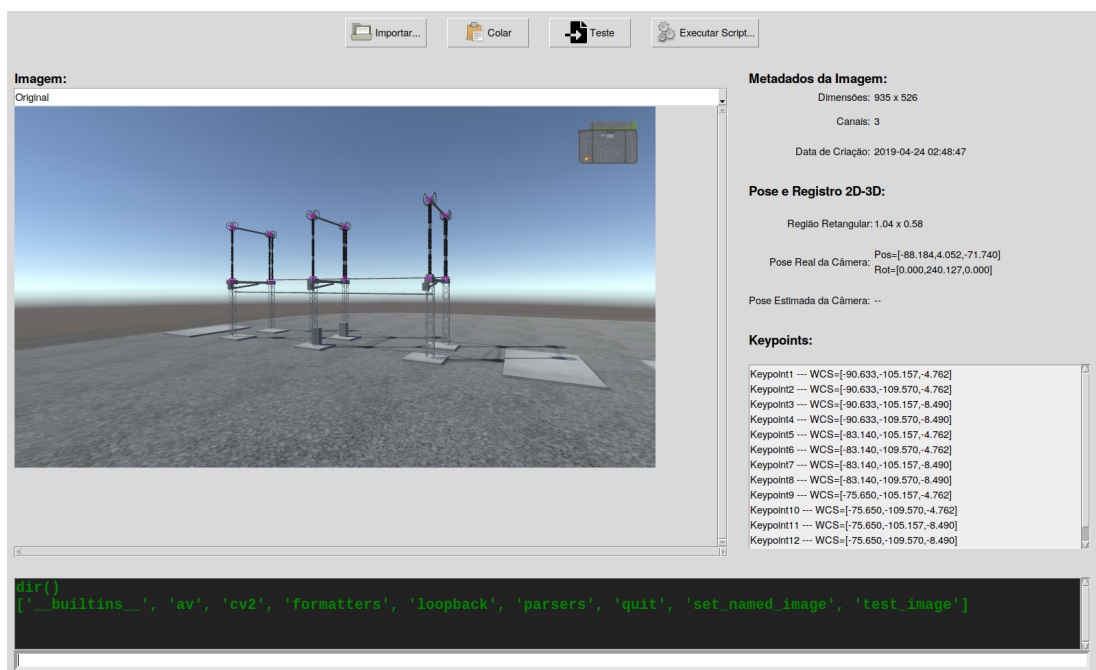 Importar...
Colar
Teste
Executar Script...
Imagem:
Original
Metadados da Imagem:
Dimensões: 935 x 526
Canais: 3
Data de Criação: 2019-04-24 02:48:47
Pose e Registro 2D-3D:
Região Retangular: 1.04 x 0.58
Pose Real da Câmera: Pos=[-88.184,4.052,-71.740]
Rot=[0.000,240.127,0.000]
Pose Estimada da Câmera: --
Keypoints:
Keypoint1 --- WCS=[-90.633,-105.157,-4.762]
Keypoint2 --- WCS=[-90.633,-109.570,-4.762]
Keypoint3 --- WCS=[-90.633,-105.157,-8.490]
Keypoint4 --- WCS=[-90.633,-109.570,-8.490]
Keypoint5 --- WCS=[-83.140,-105.157,-4.762]
Keypoint6 --- WCS=[-83.140,-109.570,-4.762]
Keypoint7 --- WCS=[-83.140,-105.157,-8.490]
Keypoint8 --- WCS=[-83.140,-109.570,-8.490]
Keypoint9 --- WCS=[-75.650,-105.157,-4.762]
Keypoint10 --- WCS=[-75.650,-109.570,-4.762]
Keypoint11 --- WCS=[-75.650,-105.157,-8.490]
Keypoint12 --- WCS=[-75.650,-109.570,-8.490]
dir()
['__builtins__', 'av', 'cv2', 'formatters', 'loopback', 'parsers', 'quit', 'set_named_image', 'test_image']